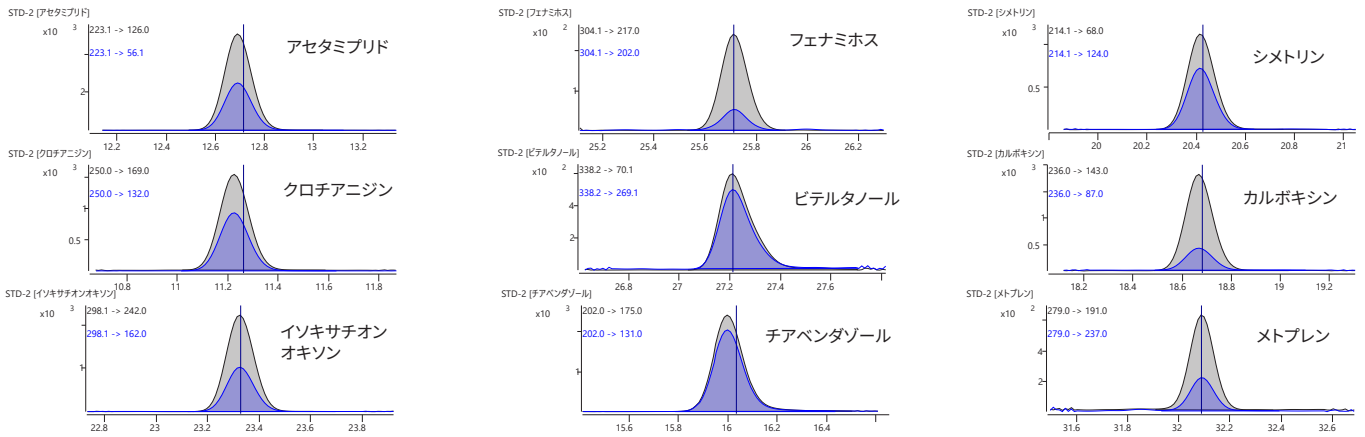 STD-2 [アセタミプリド]
x10 3
223.1 -> 126.0
223.1 -> 56.1
アセタミプリド
2
12.2 12.4 12.6 12.8 13 13.2
STD-2 [フェナミホス]
x10 2
304.1 -> 217.0
304.1 -> 202.0
フェナミホス
1
25.2 25.4 25.6 25.8 26 26.2
STD-2 [シメトリン]
x10 3
214.1 -> 68.0
214.1 -> 124.0
シメトリン
0.5
20 20.2 20.4 20.6 20.8 21
STD-2 [クロチアニジン]
x10 3
250.0 -> 169.0
250.0 -> 132.0
クロチアニジン
1
0.5
10.8 11 11.2 11.4 11.6 11.8
STD-2 [ビテルタノール]
x10 2
338.2 -> 70.1
338.2 -> 269.1
ビテルタノール
4
2
26.8 27 27.2 27.4 27.6
STD-2 [カルボキシン]
x10 3
236.0 -> 143.0
236.0 -> 87.0
カルボキシン
1
0.5
18.2 18.4 18.6 18.8 19 19.2
STD-2 [イソキサチオンオキソン]
x10 3
298.1 -> 242.0
298.1 -> 162.0
イソキサチオン
オキソン
1
22.8 23 23.2 23.4 23.6 23.8
STD-2 [チアベンダゾール]
x10 3
202.0 -> 175.0
202.0 -> 131.0
チアベンダゾール
1
15.6 15.8 16 16.2 16.4
STD-2 [メトプレン]
x10 2
279.0 -> 191.0
279.0 -> 237.0
メトプレン
4
2
31.6 31.8 32 32.2 32.4 32.6